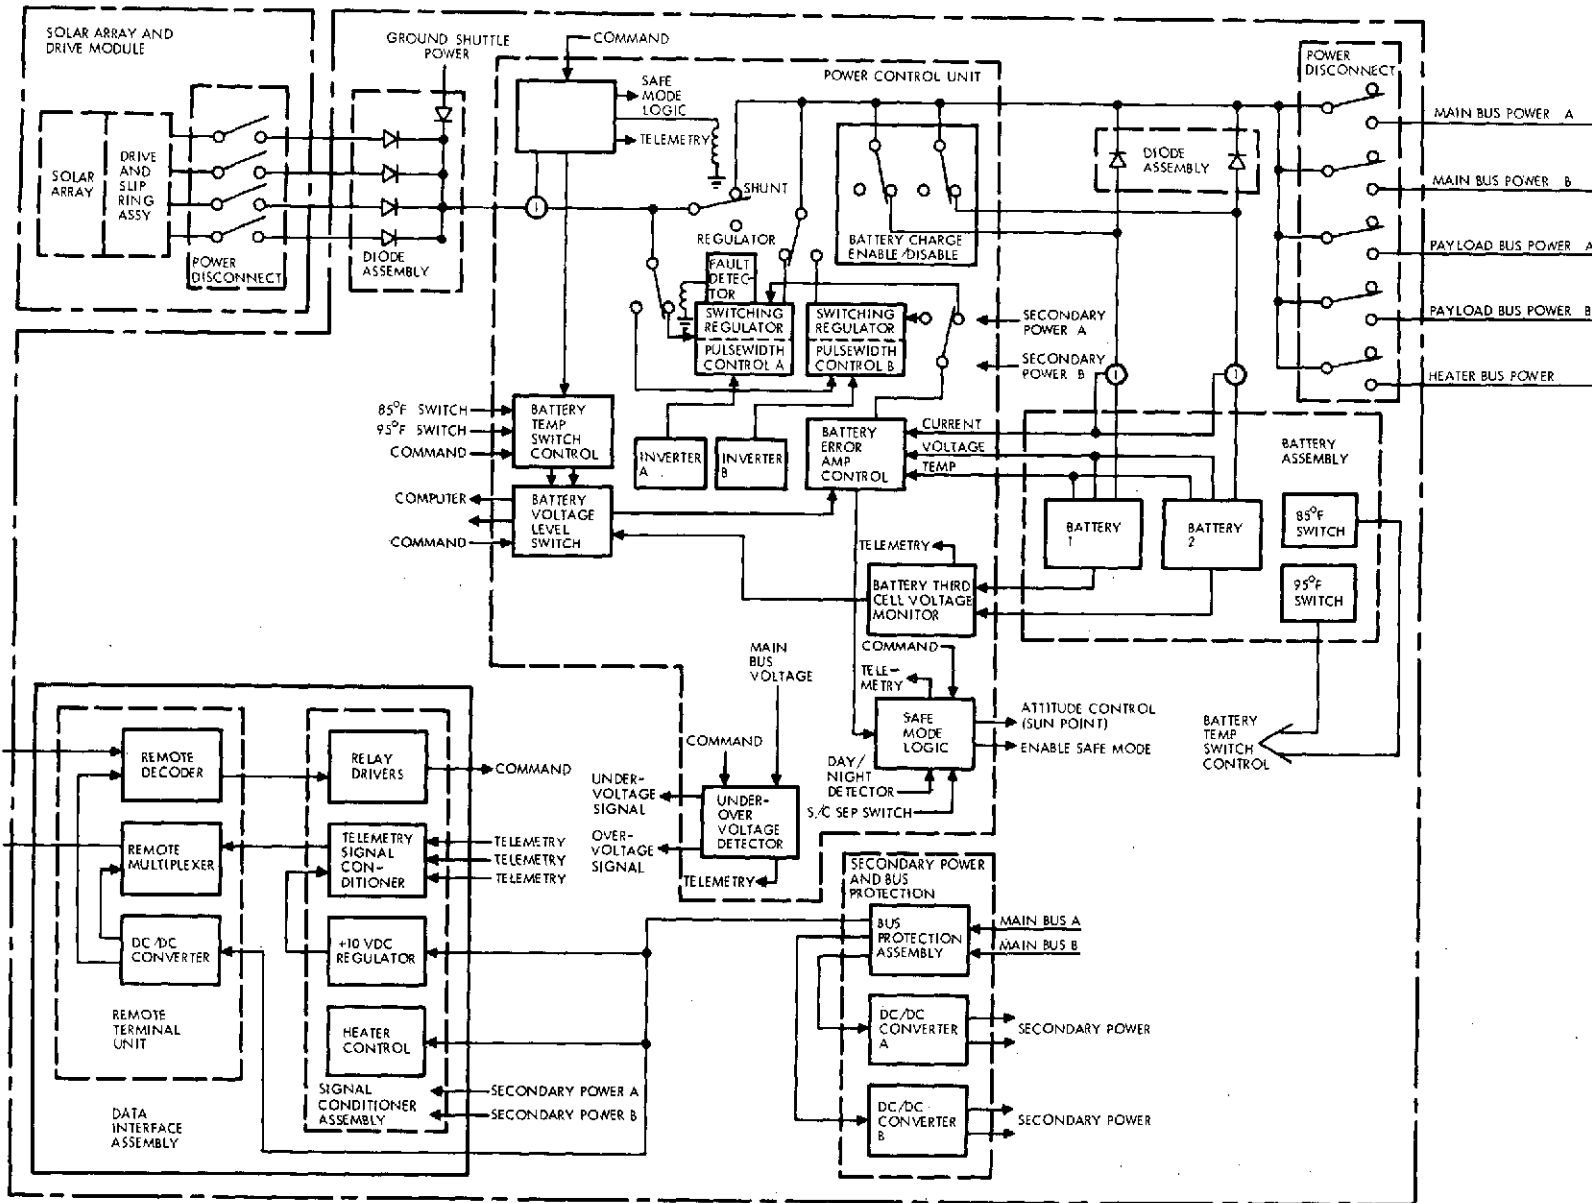 SOLAR ARRAY AND
DRIVE MODULE
SOLAR
ARRAY
DRIVE
AND
SLIP
RING
ASSY
POWER
DISCONNECT
GROUND SHUTTLE
POWER
DIODE
ASSEMBLY
COMMAND
SAFE
MODE
LOGIC
TELEMETRY
POWER CONTROL UNIT
SHUNT
REGULATOR
FAULT
DETEC-
TOR
SWITCHING
REGULATOR
PULSEWIDTH
CONTROL A
SWITCHING
REGULATOR
PULSEWIDTH
CONTROL B
BATTERY CHARGE
ENABLE/DISABLE
DIODE
ASSEMBLY
POWER
DISCONNECT
MAIN BUS POWER A
MAIN BUS POWER B
PAYLOAD BUS POWER A
PAYLOAD BUS POWER B
HEATER BUS POWER
SECONDARY
POWER A
SECONDARY
POWER B
85°F SWITCH
95°F SWITCH
COMMAND
BATTERY
TEMP
SWITCH
CONTROL
INVERTER
A
INVERTER
B
BATTERY
ERROR
AMP
CONTROL
CURRENT
VOLTAGE
TEMP
BATTERY
ASSEMBLY
COMPUTER
COMMAND
BATTERY
VOLTAGE
LEVEL
SWITCH
BATTERY
1
BATTERY
2
85°F
SWITCH
95°F
SWITCH
TELEMETRY
BATTERY THIRD
CELL VOLTAGE
MONITOR
COMMAND
TELE-
METRY
SAFE
MODE
LOGIC
ATTITUDE CONTROL
(SUN POINT)
ENABLE SAFE MODE
DAY/
NIGHT
DETECTOR
S/C SEP SWITCH
BATTERY
TEMP
SWITCH
CONTROL
MAIN
BUS
VOLTAGE
COMMAND
UNDER-
VOLTAGE
SIGNAL
OVER-
VOLTAGE
SIGNAL
UNDER-
OVER
VOLTAGE
DETECTOR
TELEMETRY
REMOTE
DECODER
RELAY
DRIVERS
COMMAND
REMOTE
MULTIPLEXER
TELEMETRY
SIGNAL
CON-
DITIONER
TELEMETRY
TELEMETRY
TELEMETRY
DC/DC
CONVERTER
+10 VDC
REGULATOR
REMOTE
TERMINAL
UNIT
HEATER
CONTROL
SIGNAL
CONDITIONER
ASSEMBLY
SECONDARY POWER A
SECONDARY POWER B
DATA
INTERFACE
ASSEMBLY
SECONDARY POWER
AND BUS
PROTECTION
BUS
PROTECTION
ASSEMBLY
MAIN BUS A
MAIN BUS B
DC/DC
CONVERTER
A
SECONDARY POWER
DC/DC
CONVERTER
B
SECONDARY POWER